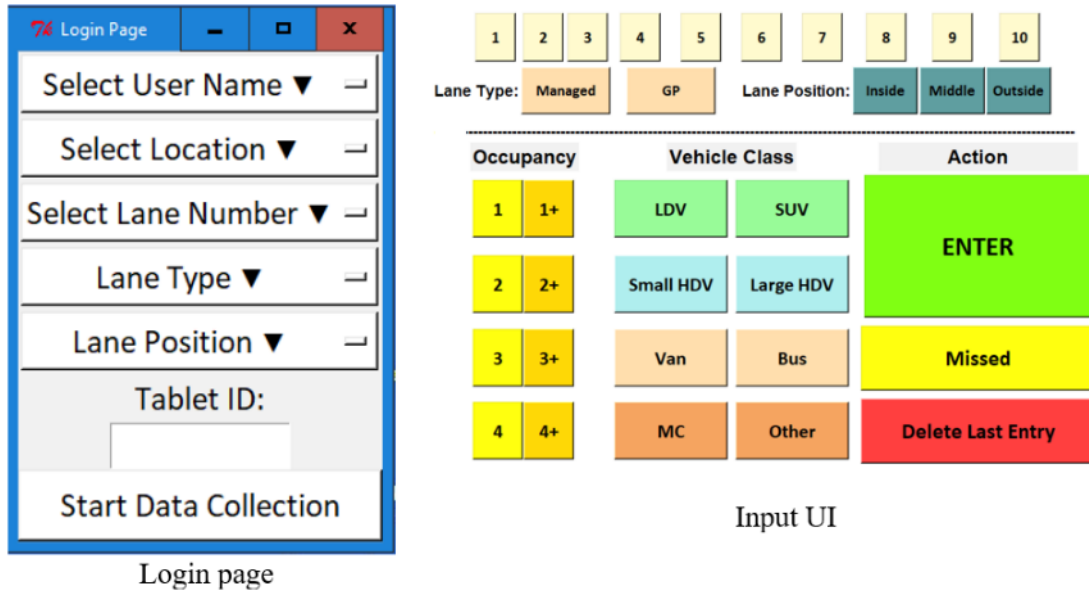 Login Page
Select User Name ▼
Select Location ▼
Select Lane Number ▼
Lane Type ▼
Lane Position ▼
Tablet ID:
Start Data Collection
Login page
1 2 3 4 5 6 7 8 9 10
Lane Type: Managed GP Lane Position: Inside Middle Outside
Occupancy Vehicle Class Action
1 1+ LDV SUV ENTER
2 2+ Small HDV Large HDV
3 3+ Van Bus Missed
4 4+ MC Other Delete Last Entry
Input UI